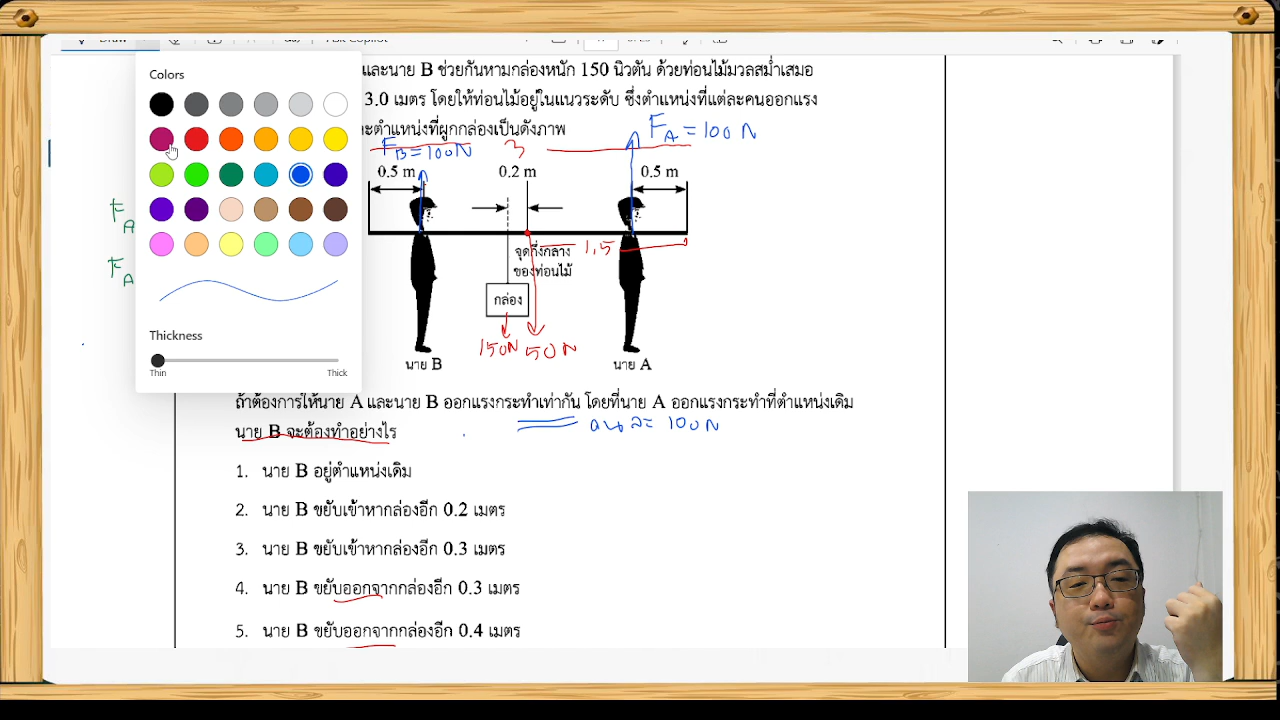 Colors
และนาย B ช่วยกันหามกล่องหนัก 150 นิวตัน ด้วยท่อนไม้มวลสม่ำเสมอ
3.0 เมตร โดยให้ท่อนไม้อยู่ในแนวระดับ ซึ่งตำแหน่งที่แต่ละคนออกแรง
ะตำแหน่งที่ผูกกล่องเป็นดังภาพ
F_A = 100 N
F_B = 100N
3
0.5 m
0.2 m
0.5 m
F_A
F_A
จุดกึ่งกลาง
ของท่อนไม้
1,5
กล่อง
150N
50 N
Thickness
Thin
Thick
นาย B
นาย A
ถ้าต้องการให้นาย A และนาย B ออกแรงกระทำเท่ากัน โดยที่นาย A ออกแรงกระทำที่ตำแหน่งเดิม
นาย B จะต้องทำอย่างไร
คนละ 100N
1. นาย B อยู่ตำแหน่งเดิม
2. นาย B ขยับเข้าหากล่องอีก 0.2 เมตร
3. นาย B ขยับเข้าหากล่องอีก 0.3 เมตร
4. นาย B ขยับออกจากกล่องอีก 0.3 เมตร
5. นาย B ขยับออกจากกล่องอีก 0.4 เมตร